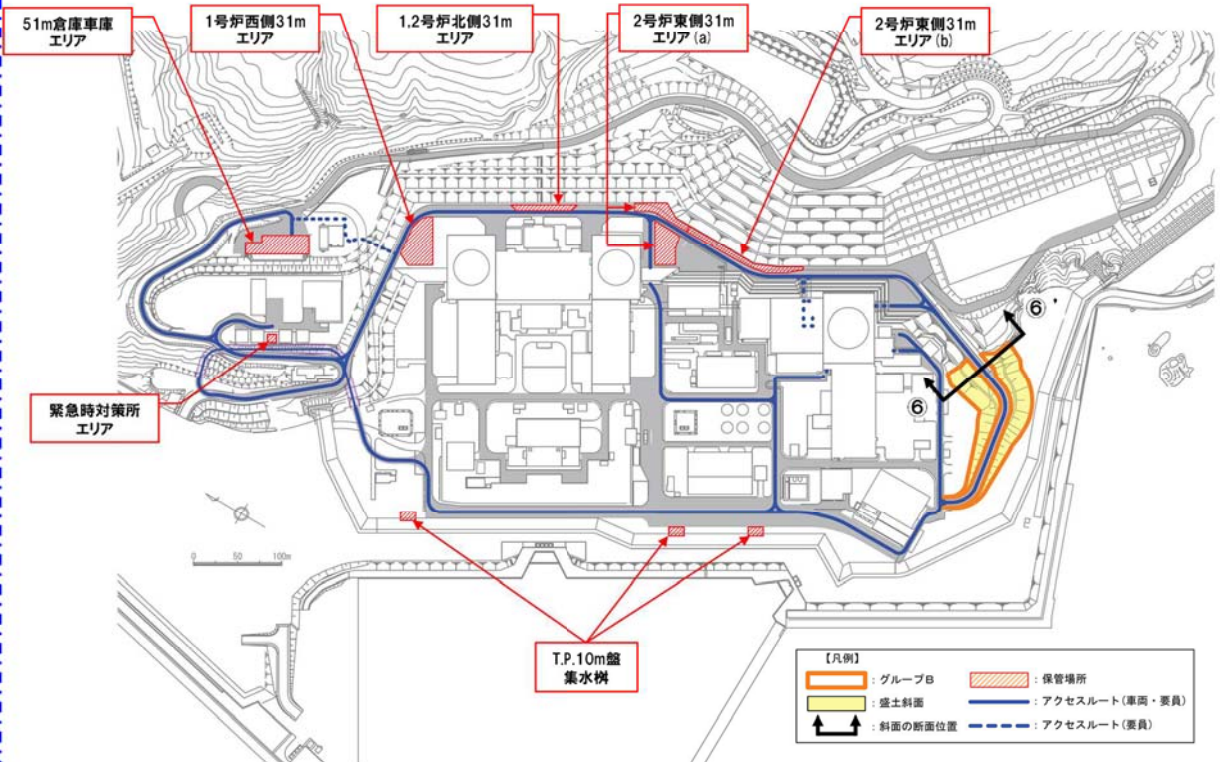 51m倉庫車庫
エリア
1号炉西側31m
エリア
1,2号炉北側31m
エリア
2号炉東側31m
エリア(a)
2号炉東側31m
エリア(b)
⑥
⑥
緊急時対策所
エリア
0 50 100m
T.P.10m盤
集水桝
【凡例】
：グループB
：保管場所
：盛土斜面
：アクセスルート(車両・要員)
：斜面の断面位置
：アクセスルート(要員)